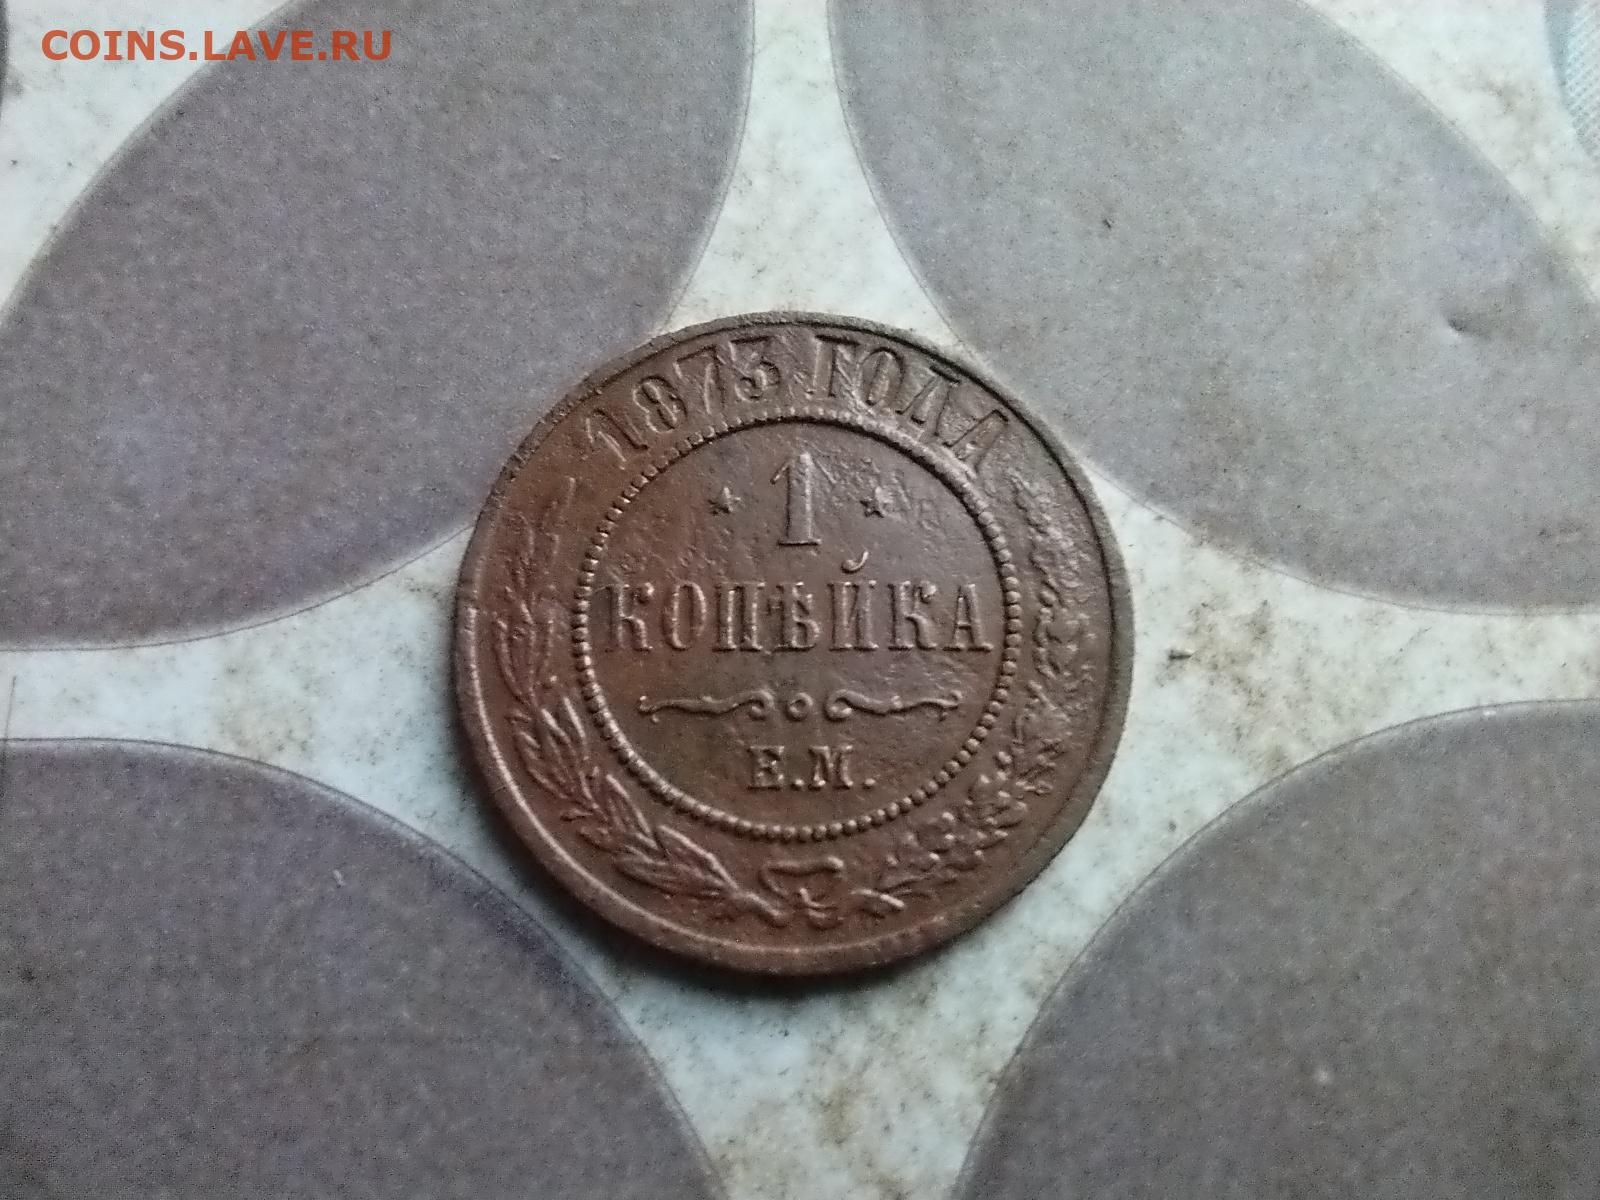 COINS.LAVE.RU
1873 ГОДА
1
КОПѢЙКА
Е.М.